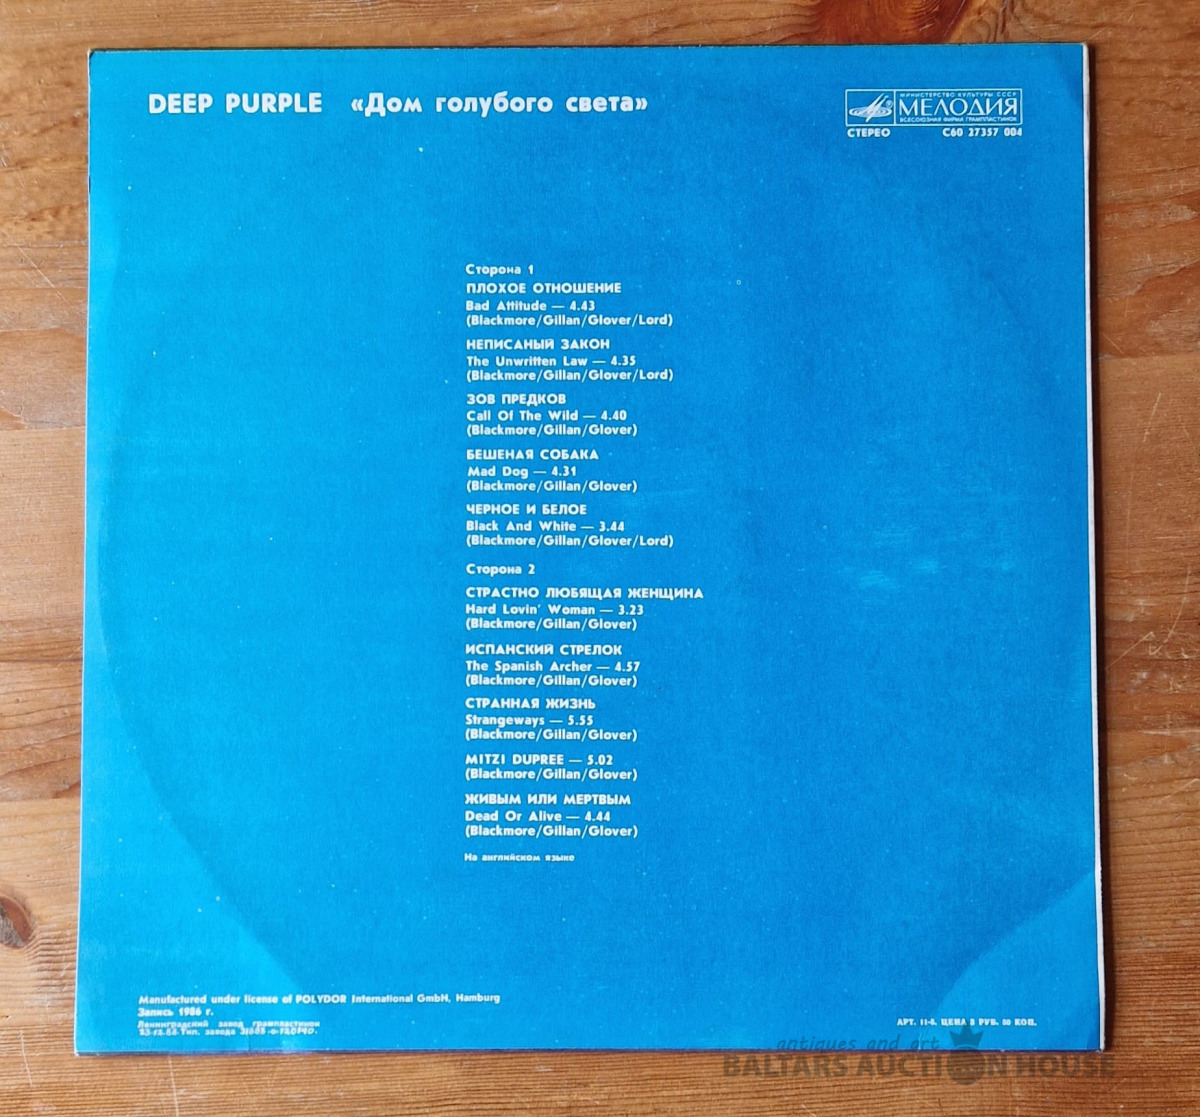 DEEP PURPLE «Дом голубого света»
МИНИСТЕРСТВО КУЛЬТУРЫ СССР
МЕЛОДИЯ
ВСЕСОЮЗНАЯ ФИРМА ГРАМПЛАСТИНОК
СТЕРЕО С60 27357 004
Сторона 1
ПЛОХОЕ ОТНОШЕНИЕ
Bad Attitude — 4.43
(Blackmore/Gillan/Glover/Lord)
НЕПИСАНЫЙ ЗАКОН
The Unwritten Law — 4.35
(Blackmore/Gillan/Glover/Lord)
ЗОВ ПРЕДКОВ
Call Of The Wild — 4.40
(Blackmore/Gillan/Glover)
БЕШЕНАЯ СОБАКА
Mad Dog — 4.31
(Blackmore/Gillan/Glover)
ЧЕРНОЕ И БЕЛОЕ
Black And White — 3.44
(Blackmore/Gillan/Glover/Lord)
Сторона 2
СТРАСТНО ЛЮБЯЩАЯ ЖЕНЩИНА
Hard Lovin' Woman — 3.23
(Blackmore/Gillan/Glover)
ИСПАНСКИЙ СТРЕЛОК
The Spanish Archer — 4.57
(Blackmore/Gillan/Glover)
СТРАННАЯ ЖИЗНЬ
Strangeways — 5.55
(Blackmore/Gillan/Glover)
MITZI DUPREE — 5.02
(Blackmore/Gillan/Glover)
ЖИВЫМ ИЛИ МЕРТВЫМ
Dead Or Alive — 4.44
(Blackmore/Gillan/Glover)
На английском языке
Manufactured under license of POLYDOR International GmbH, Hamburg
Запись 1986 г.
Ленинградский завод грампластинок
Тип. завода
АРТ. 11-6. ЦЕНА 3 РУБ. 50 КОП.
antiques and art
BALTARS AUCTION HOUSE